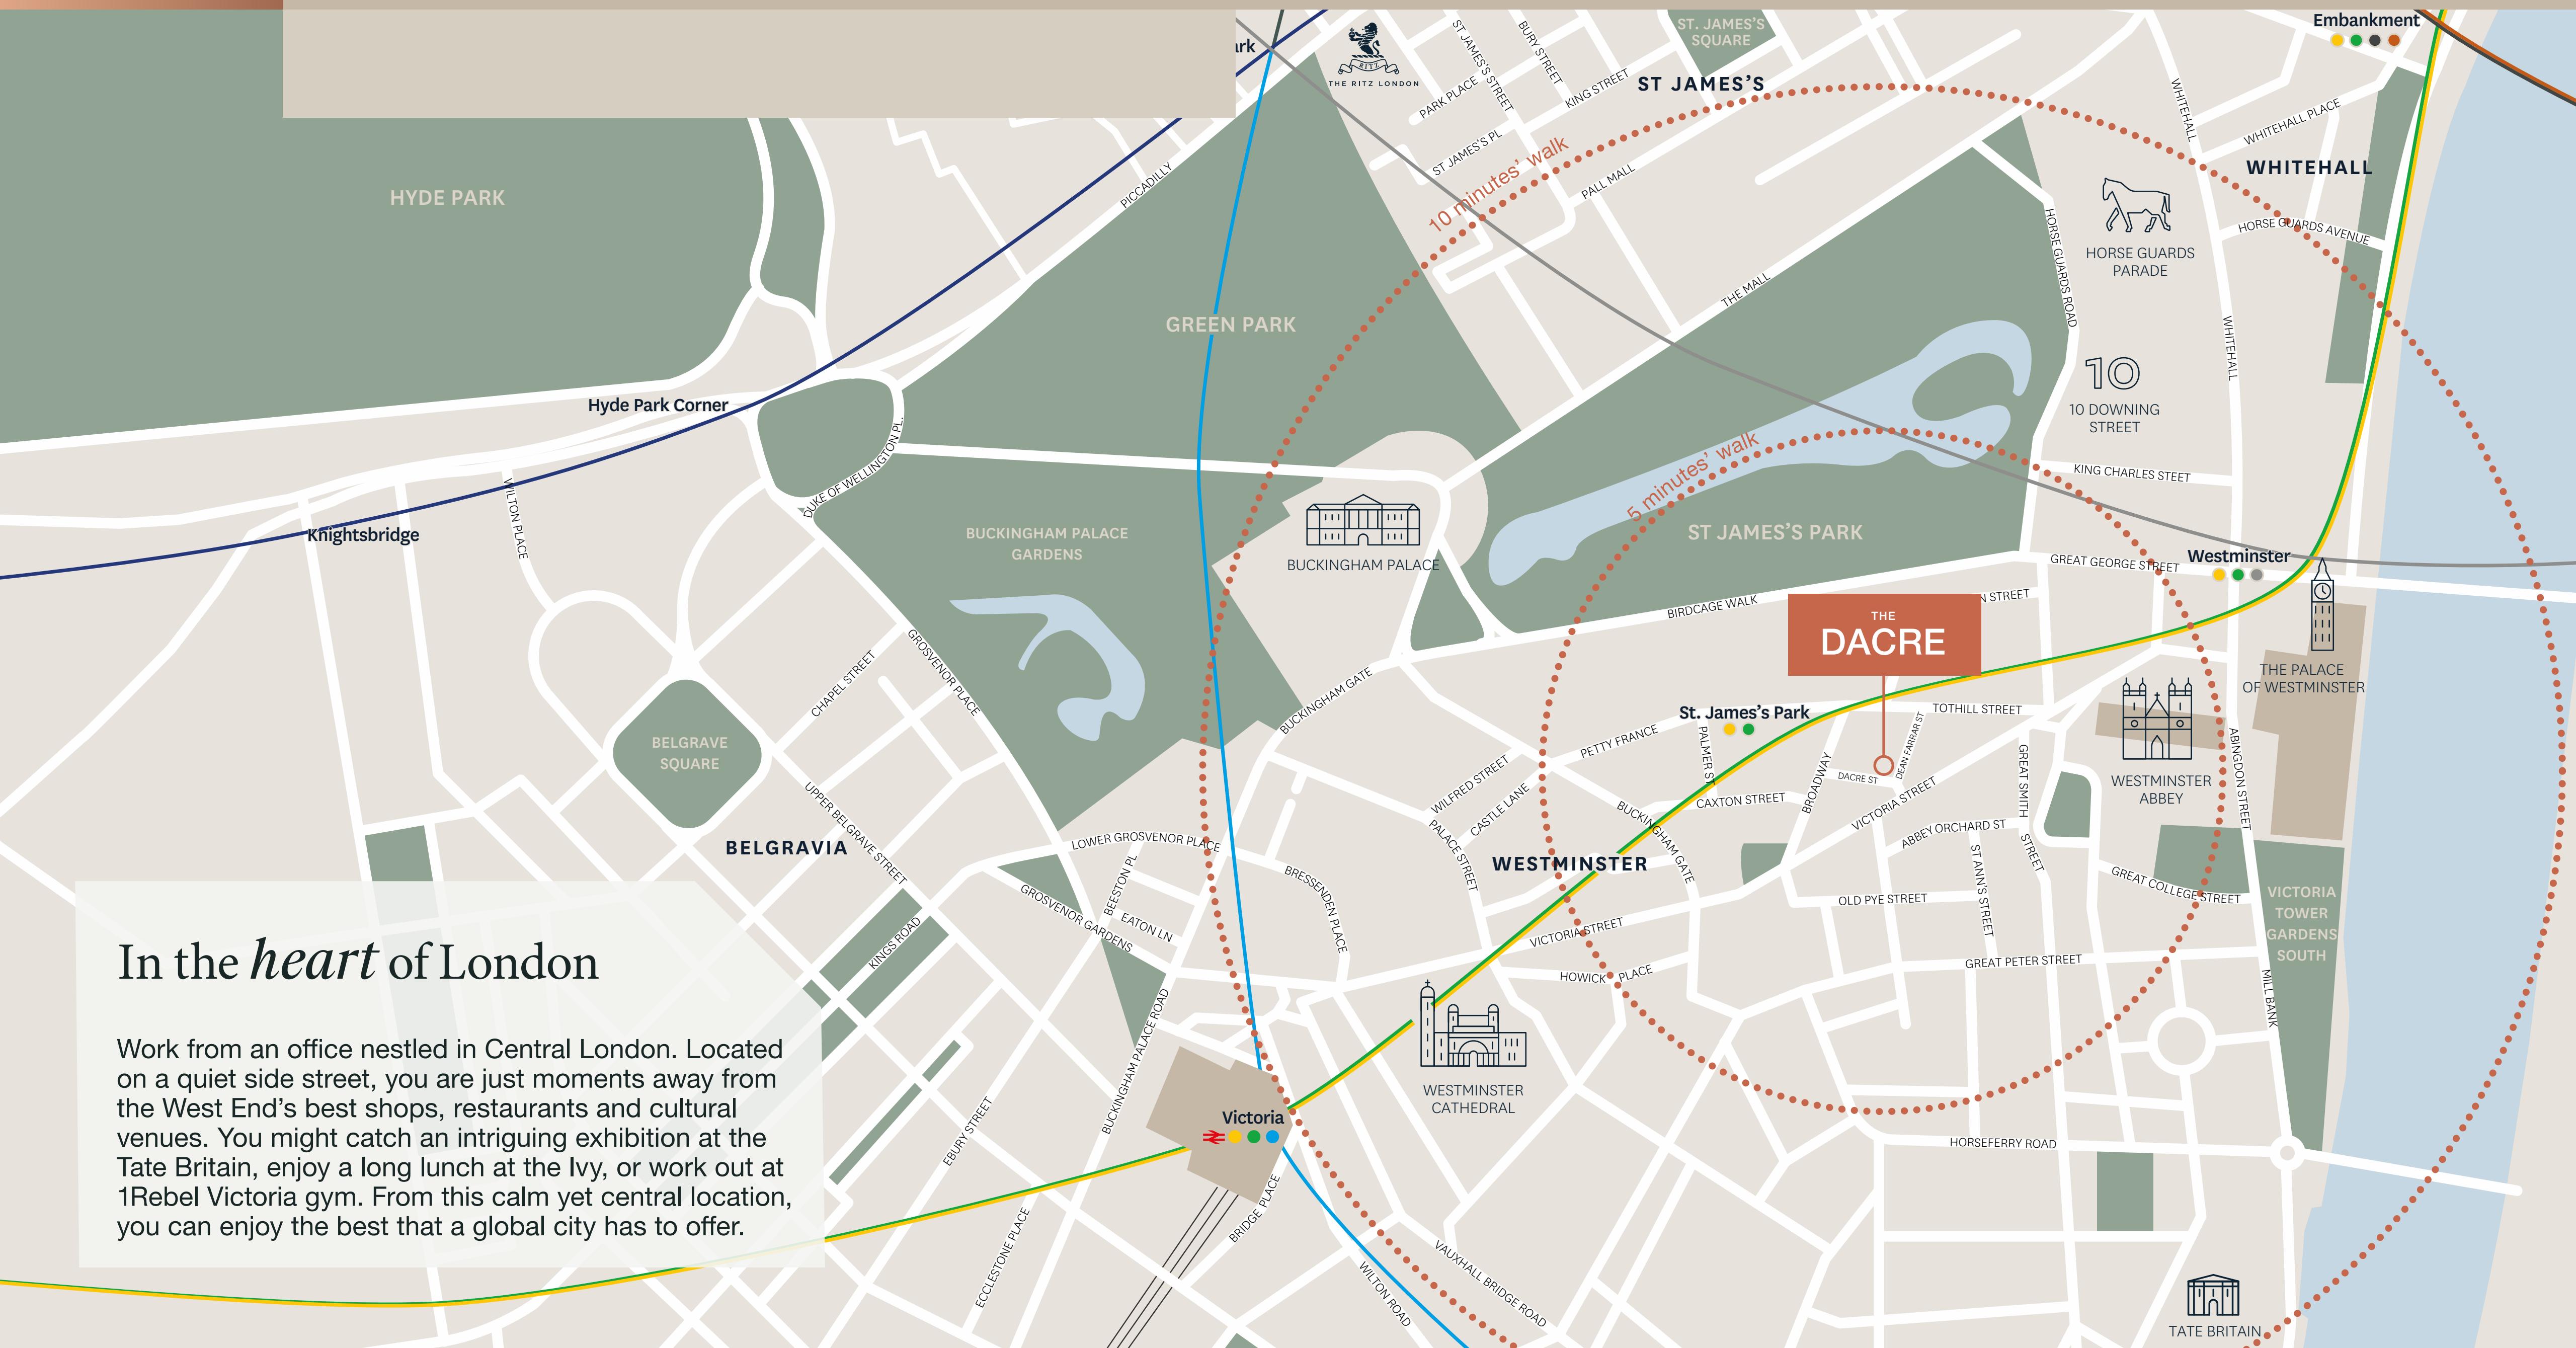 Embankment
ark
RITZ
THE RITZ LONDON
ST JAMES'S STREET
BURY STREET
ST. JAMES'S
SQUARE
PARK PLACE
KING STREET
ST JAMES'S
ST JAMES'S PL
PALL MALL
10 minutes' walk
WHITEHALL
WHITEHALL PLACE
WHITEHALL
HORSE GUARDS AVENUE
HORSE GUARDS
PARADE
HORSE GUARDS ROAD
HYDE PARK
PICCADILLY
GREEN PARK
THE MALL
WHITEHALL
10
10 DOWNING
STREET
KING CHARLES STEET
Hyde Park Corner
DUKE OF WELLINGTON PL.
Knightsbridge
WILTON PLACE
BUCKINGHAM PALACE
GARDENS
BUCKINGHAM PALACE
5 minutes' walk
ST JAMES'S PARK
GREAT GEORGE STREET
Westminster
BIRDCAGE WALK
N STREET
THE
DACRE
THE PALACE
OF WESTMINSTER
GROSVENOR PLACE
CHAPEL STREET
BUCKINGHAM GATE
St. James's Park
TOTHILL STREET
PETTY FRANCE
PALMER ST
BROADWAY
DACRE ST
DEAN FARRAR ST
VICTORIA STREET
GREAT SMITH
STREET
WESTMINSTER
ABBEY
ABINGDON STREET
BELGRAVE
SQUARE
UPPER BELGRAVE STREET
BELGRAVIA
LOWER GROSVENOR PLACE
WILFRED STREET
CASTLE LANE
PALACE STREET
BUCKINGHAM GATE
CAXTON STREET
ABBEY ORCHARD ST
ST ANN'S STREET
WESTMINSTER
OLD PYE STREET
GREAT COLLEGE STREET
VICTORIA
TOWER
GARDENS
SOUTH
GROSVENOR GARDENS
BEESTON PL
EATON LN
BRESSENDEN PLACE
VICTORIA STREET
HOWICK PLACE
GREAT PETER STREET
MILL BANK
KINGS ROAD
In the heart of London
Work from an office nestled in Central London. Located
on a quiet side street, you are just moments away from
the West End's best shops, restaurants and cultural
venues. You might catch an intriguing exhibition at the
Tate Britain, enjoy a long lunch at the Ivy, or work out at
1Rebel Victoria gym. From this calm yet central location,
you can enjoy the best that a global city has to offer.
BUCKINGHAM PALACE ROAD
WESTMINSTER
CATHEDRAL
Victoria
EBURY STREET
HORSEFERRY ROAD
BRIDGE PLACE
ECCLESTONE PLACE
WILTON ROAD
VAUXHALL BRIDGE ROAD
TATE BRITAIN